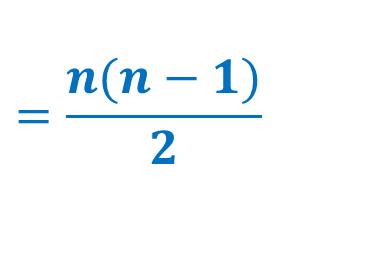 = n(n − 1)
2